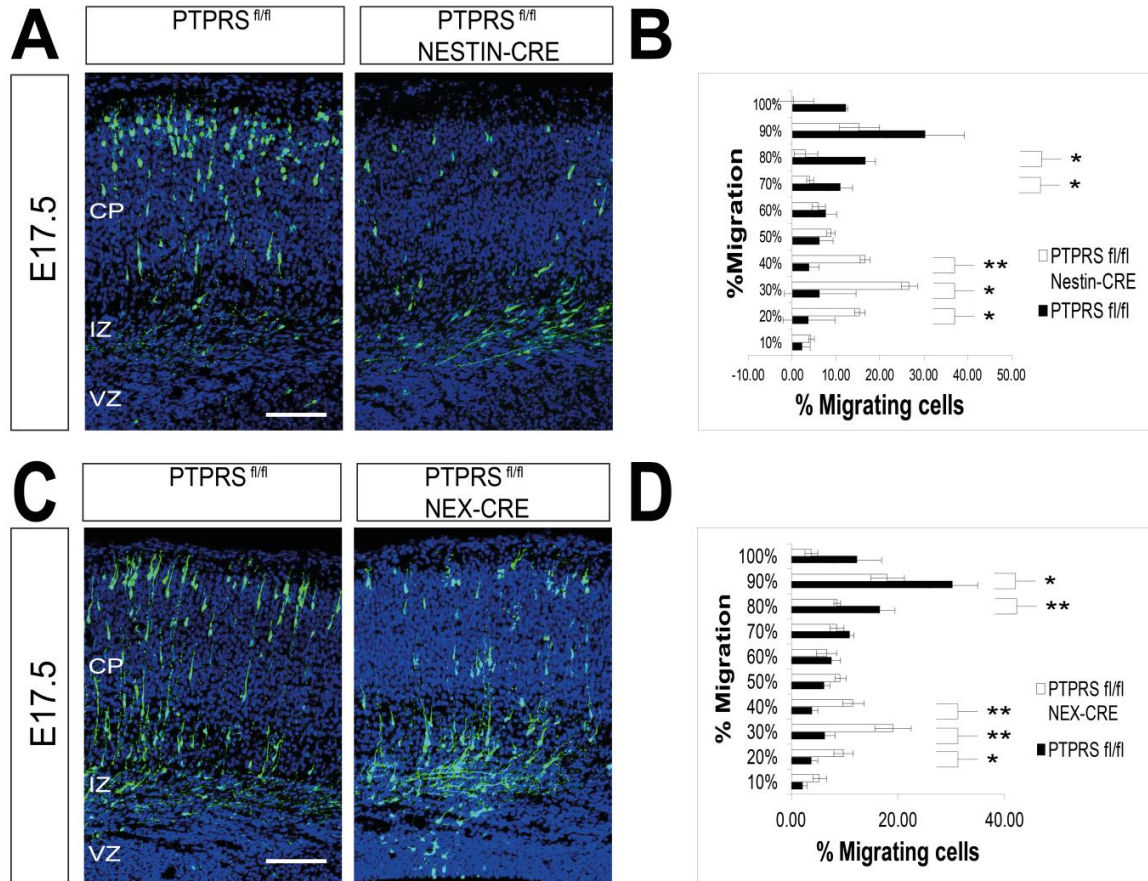 A
PTPRS fl/fl
PTPRS fl/fl
NESTIN-CRE
E17.5
CP
IZ
VZ
B
%Migration
100%
90%
80%
70%
60%
50%
40%
30%
20%
10%
*
*
**
*
*
-10.00 0.00 10.00 20.00 30.00 40.00 50.00
% Migrating cells
PTPRS fl/fl
Nestin-CRE
PTPRS fl/fl
C
PTPRS fl/fl
PTPRS fl/fl
NEX-CRE
E17.5
CP
IZ
VZ
D
% Migration
100%
90%
80%
70%
60%
50%
40%
30%
20%
10%
*
**
**
**
*
0.00 20.00 40.00
% Migrating cells
PTPRS fl/fl
NEX-CRE
PTPRS fl/fl